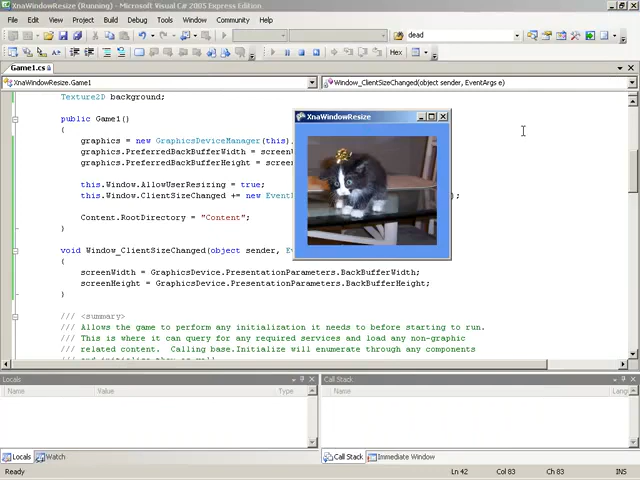 XnaWindowResize (Running) - Microsoft Visual C# 2005 Express Edition
File Edit View Project Build Debug Tools Window Community Help
dead
Hex
Game1.cs
XnaWindowResize.Game1
Window_ClientSizeChanged(object sender, EventArgs e)
Texture2D background;
public Game1()
{
graphics = new GraphicsDeviceManager(this)
graphics.PreferredBackBufferWidth = screen
graphics.PreferredBackBufferHeight = screen
this.Window.AllowUserResizing = true;
this.Window.ClientSizeChanged += new Event
);
Content.RootDirectory = "Content";
}
XnaWindowResize
void Window_ClientSizeChanged(object sender, E
{
screenWidth = GraphicsDevice.PresentationParameters.BackBufferWidth;
screenHeight = GraphicsDevice.PresentationParameters.BackBufferHeight;
}
/// <summary>
/// Allows the game to perform any initialization it needs to before starting to run.
/// This is where it can query for any required services and load any non-graphic
/// related content.  Calling base.Initialize will enumerate through any components
Locals
Name Value Type
Call Stack
Name Lang
Locals Watch
Call Stack Immediate Window
Ready Ln 42 Col 83 Ch 83 INS